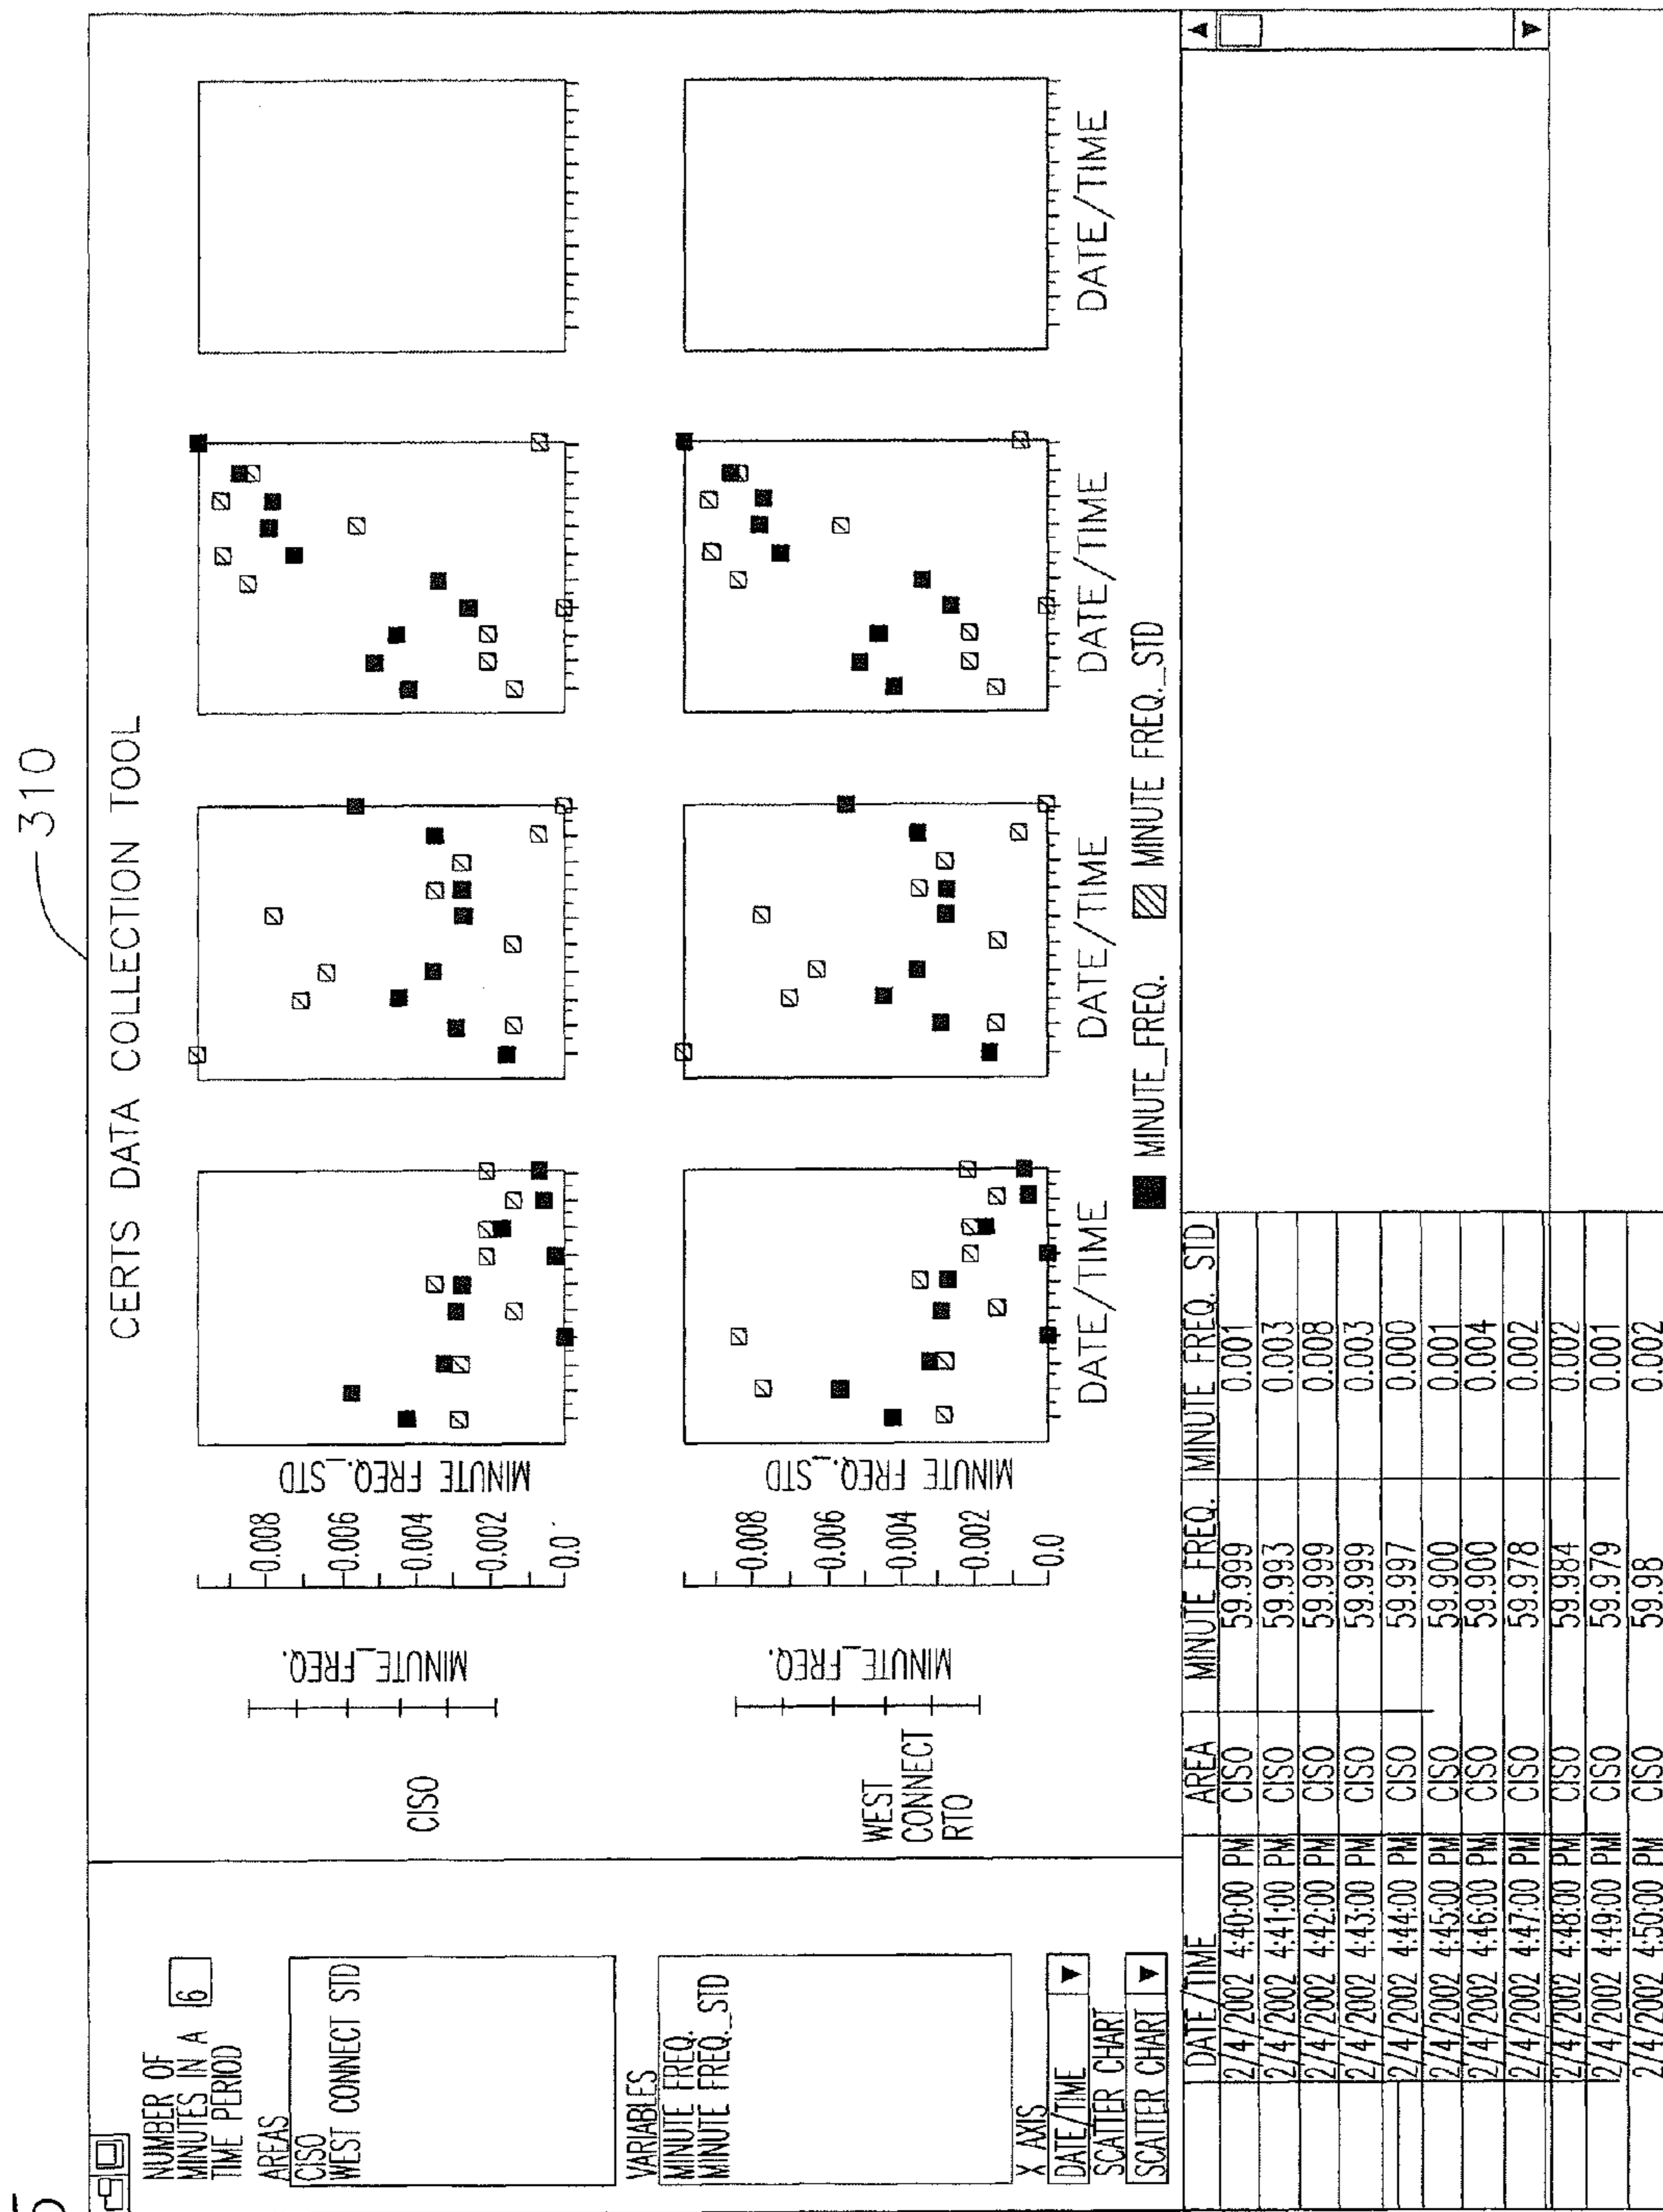 310
CERTS DATA COLLECTION TOOL
NUMBER OF
MINUTES IN A
TIME PERIOD
6
AREAS
CISO
WEST CONNECT STD
VARIABLES
MINUTE FREQ.
MINUTE FREQ._STD
X AXIS
DATE/TIME
SCATTER CHART
SCATTER CHART
CISO
MINUTE_FREQ.
0.008
0.006
0.004
0.002
0.0
MINUTE FREQ._STD
WEST
CONNECT
RTO
MINUTE_FREQ.
0.008
0.006
0.004
0.002
0.0
MINUTE FREQ._STD
DATE/TIME DATE/TIME DATE/TIME DATE/TIME
MINUTE_FREQ. MINUTE FREQ._STD
DATE/TIME AREA MINUTE FREQ. MINUTE FREQ._STD
2/4/2002 4:40:00 PM CISO 59.999 0.001
2/4/2002 4:41:00 PM CISO 59.993 0.003
2/4/2002 4:42:00 PM CISO 59.999 0.008
2/4/2002 4:43:00 PM CISO 59.999 0.003
2/4/2002 4:44:00 PM CISO 59.997 0.000
2/4/2002 4:45:00 PM CISO 59.900 0.001
2/4/2002 4:46:00 PM CISO 59.900 0.004
2/4/2002 4:47:00 PM CISO 59.978 0.002
2/4/2002 4:48:00 PM CISO 59.984 0.002
2/4/2002 4:49:00 PM CISO 59.979 0.001
2/4/2002 4:50:00 PM CISO 59.98 0.002